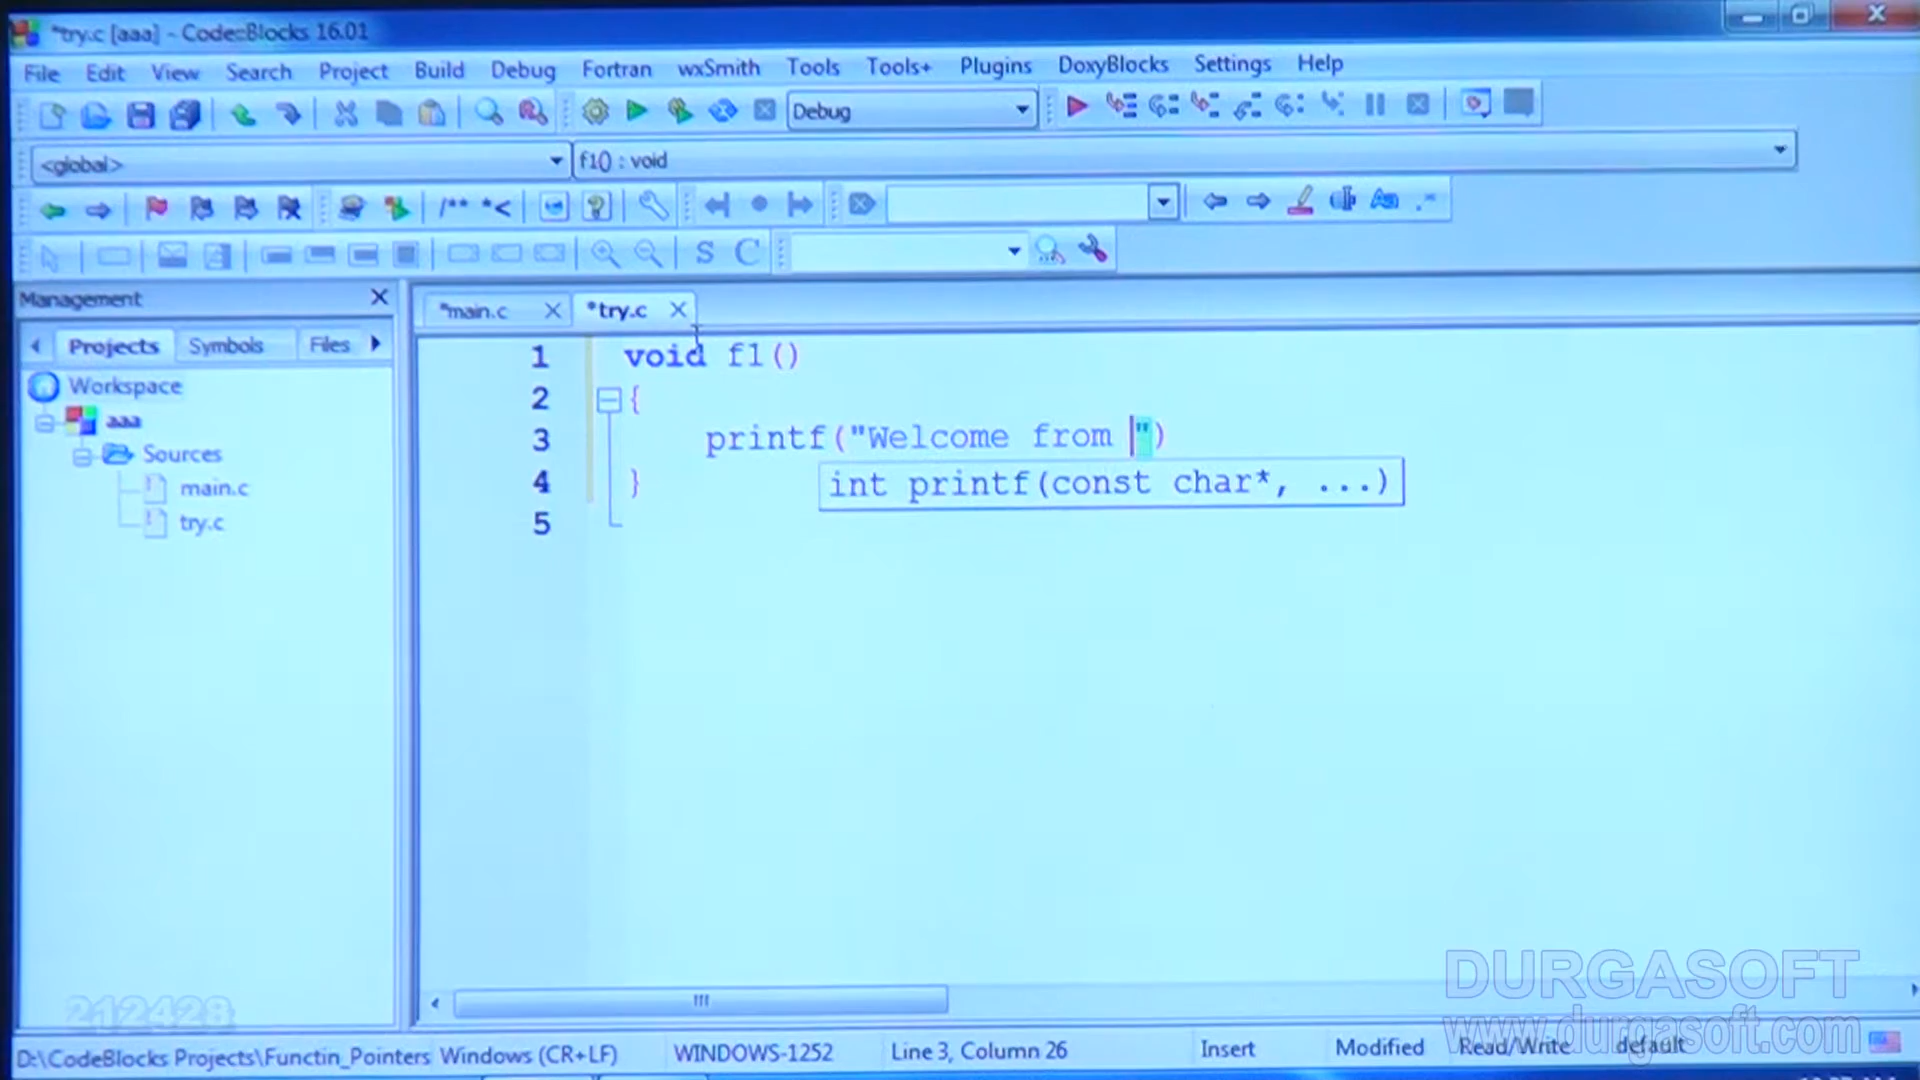 *try.c [aaa] - Code::Blocks 16.01
File Edit View Search Project Build Debug Fortran wxSmith Tools Tools+ Plugins DoxyBlocks Settings Help
Debug
<global> f1() : void
/** *<
S C
Management
*main.c *try.c
Projects Symbols Files
Workspace
aaa
Sources
main.c
try.c
1 void f1()
2 {
3 printf("Welcome from ")
4 }
int printf(const char*, ...)
5
212428
DURGASOFT
www.durgasoft.com
D:\CodeBlocks Projects\Functin_Pointers Windows (CR+LF) WINDOWS-1252 Line 3, Column 26 Insert Modified Read/Write default